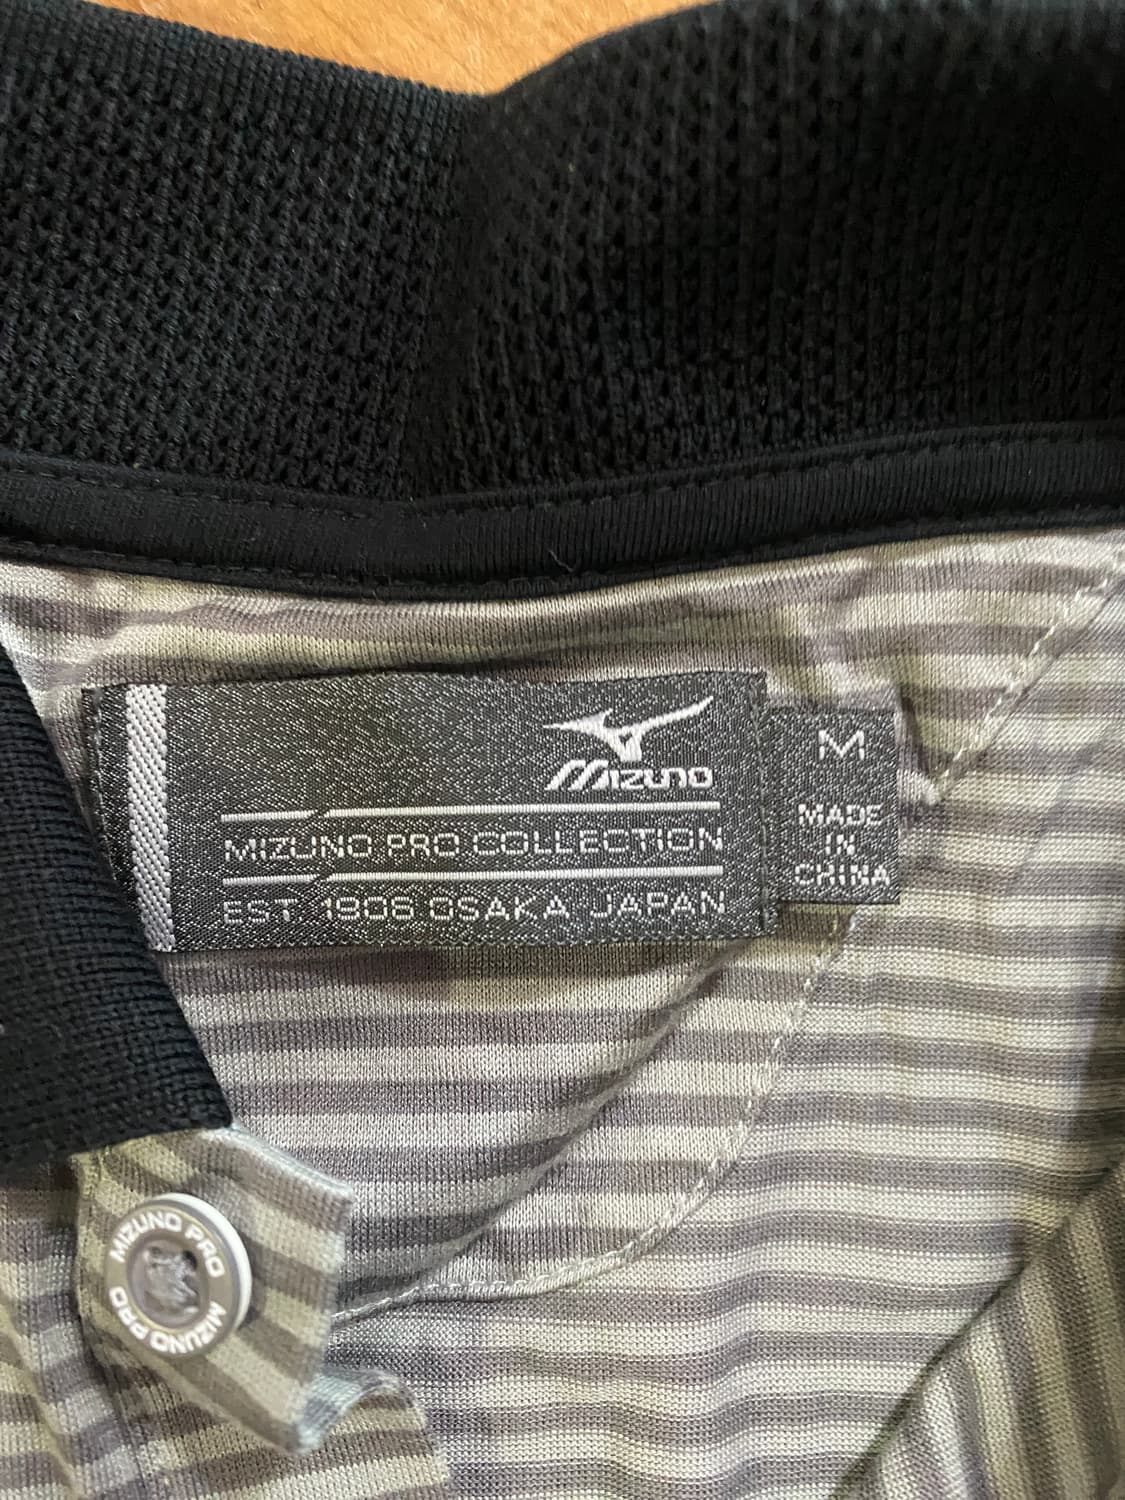 MIZUNO
MIZUNO PRO COLLECTION
EST. 1906 OSAKA JAPAN
M
MADE
IN
CHINA
MIZUNO PRO
MIZUNO PRO